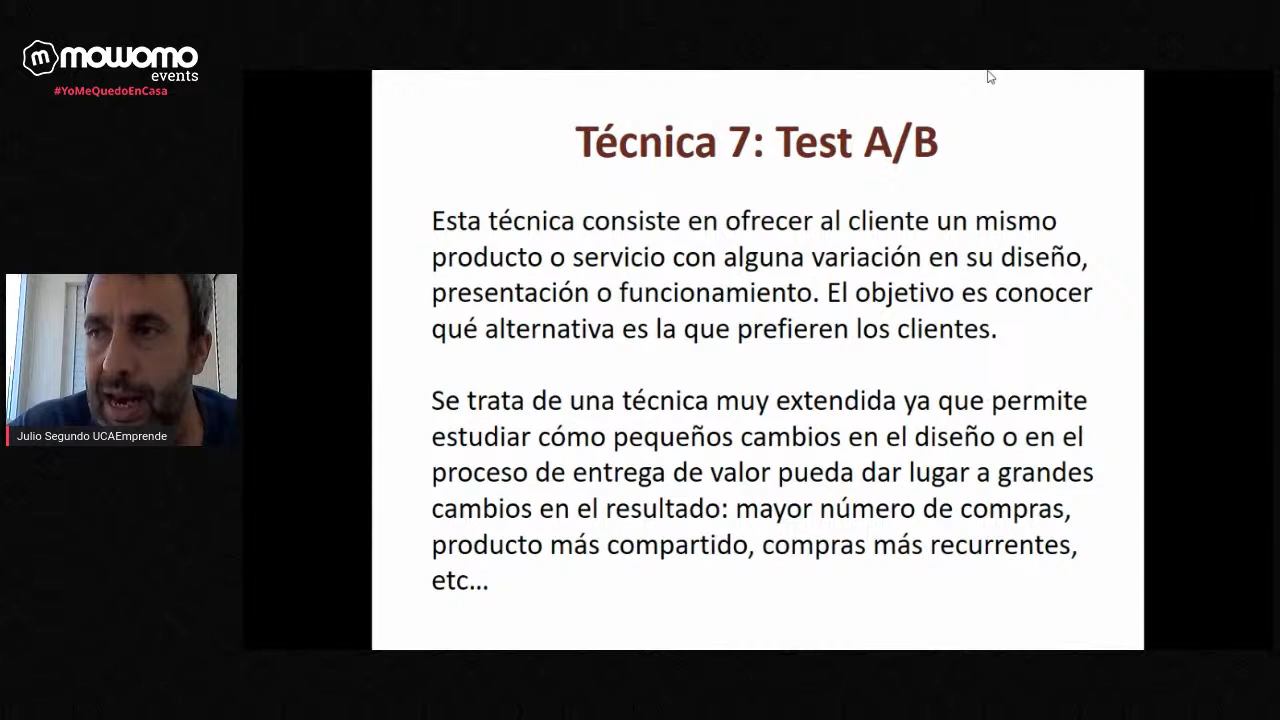 mowomo
events
#YoMeQuedoEnCasa
Técnica 7: Test A/B
Esta técnica consiste en ofrecer al cliente un mismo
producto o servicio con alguna variación en su diseño,
presentación o funcionamiento. El objetivo es conocer
qué alternativa es la que prefieren los clientes.
Se trata de una técnica muy extendida ya que permite
estudiar cómo pequeños cambios en el diseño o en el
proceso de entrega de valor pueda dar lugar a grandes
cambios en el resultado: mayor número de compras,
producto más compartido, compras más recurrentes,
etc...
Julio Segundo UCAEmprende